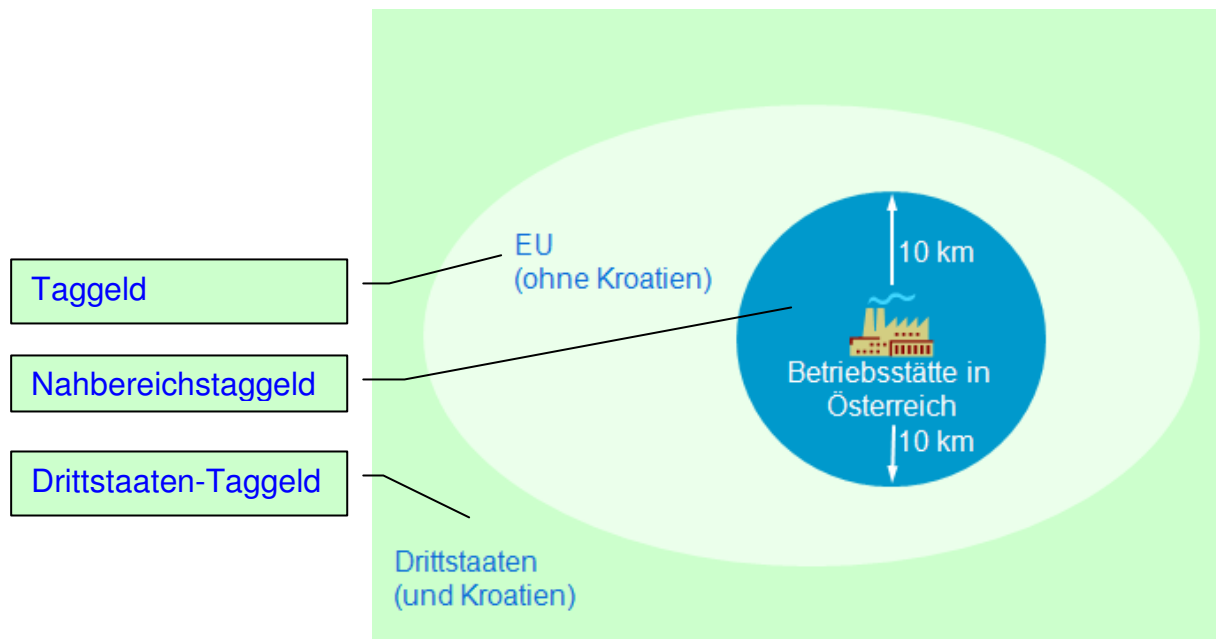 Taggeld
Nahbereichstaggeld
Drittstaaten-Taggeld
EU
(ohne Kroatien)
10 km
Betriebsstätte in
Österreich
10 km
Drittstaaten
(und Kroatien)